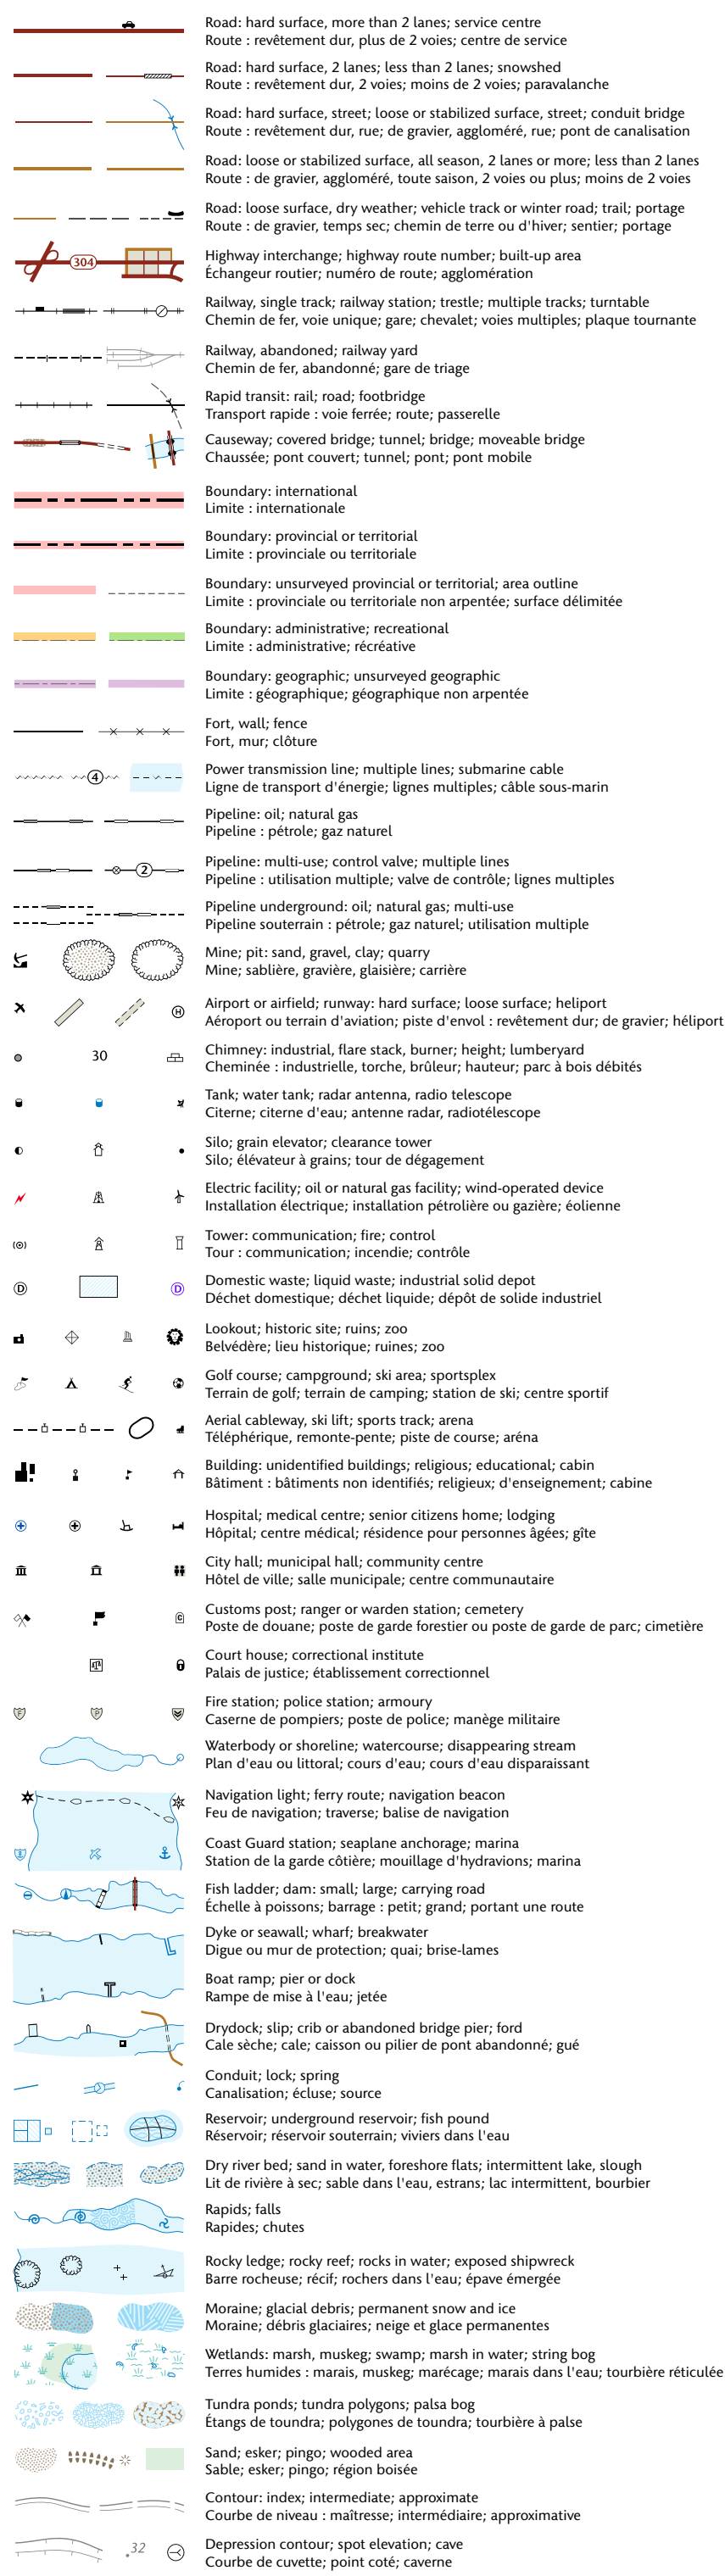 Road: hard surface, more than 2 lanes; service centre
Route : revêtement dur, plus de 2 voies; centre de service
Road: hard surface, 2 lanes; less than 2 lanes; snowshed
Route : revêtement dur, 2 voies; moins de 2 voies; paravalanche
Road: hard surface, street; loose or stabilized surface, street; conduit bridge
Route : revêtement dur, rue; de gravier, aggloméré, rue; pont de canalisation
Road: loose or stabilized surface, all season, 2 lanes or more; less than 2 lanes
Route : de gravier, aggloméré, toute saison, 2 voies ou plus; moins de 2 voies
Road: loose surface, dry weather; vehicle track or winter road; trail; portage
Route : de gravier, temps sec; chemin de terre ou d'hiver; sentier; portage
304
Highway interchange; highway route number; built-up area
Échangeur routier; numéro de route; agglomération
Railway, single track; railway station; trestle; multiple tracks; turntable
Chemin de fer, voie unique; gare; chevalet; voies multiples; plaque tournante
Railway, abandoned; railway yard
Chemin de fer, abandonné; gare de triage
Rapid transit: rail; road; footbridge
Transport rapide : voie ferrée; route; passerelle
Causeway; covered bridge; tunnel; bridge; moveable bridge
Chaussée; pont couvert; tunnel; pont; pont mobile
Boundary: international
Limite : internationale
Boundary: provincial or territorial
Limite : provinciale ou territoriale
Boundary: unsurveyed provincial or territorial; area outline
Limite : provinciale ou territoriale non arpentée; surface délimitée
Boundary: administrative; recreational
Limite : administrative; récréative
Boundary: geographic; unsurveyed geographic
Limite : géographique; géographique non arpentée
Fort, wall; fence
Fort, mur; clôture
4
Power transmission line; multiple lines; submarine cable
Ligne de transport d'énergie; lignes multiples; câble sous-marin
Pipeline: oil; natural gas
Pipeline : pétrole; gaz naturel
2
Pipeline: multi-use; control valve; multiple lines
Pipeline : utilisation multiple; valve de contrôle; lignes multiples
Pipeline underground: oil; natural gas; multi-use
Pipeline souterrain : pétrole; gaz naturel; utilisation multiple
Mine; pit: sand, gravel, clay; quarry
Mine; sablière, gravière, glaisière; carrière
H
Airport or airfield; runway: hard surface; loose surface; heliport
Aéroport ou terrain d'aviation; piste d'envol : revêtement dur; de gravier; héliport
30
Chimney: industrial, flare stack, burner; height; lumberyard
Cheminée : industrielle, torche, brûleur; hauteur; parc à bois débités
Tank; water tank; radar antenna, radio telescope
Citerne; citerne d'eau; antenne radar, radiotélescope
Silo; grain elevator; clearance tower
Silo; élévateur à grains; tour de dégagement
Electric facility; oil or natural gas facility; wind-operated device
Installation électrique; installation pétrolière ou gazière; éolienne
Tower: communication; fire; control
Tour : communication; incendie; contrôle
D D
Domestic waste; liquid waste; industrial solid depot
Déchet domestique; déchet liquide; dépôt de solide industriel
Lookout; historic site; ruins; zoo
Belvédère; lieu historique; ruines; zoo
Golf course; campground; ski area; sportsplex
Terrain de golf; terrain de camping; station de ski; centre sportif
Aerial cableway, ski lift; sports track; arena
Téléphérique, remonte-pente; piste de course; aréna
Building: unidentified buildings; religious; educational; cabin
Bâtiment : bâtiments non identifiés; religieux; d'enseignement; cabine
Hospital; medical centre; senior citizens home; lodging
Hôpital; centre médical; résidence pour personnes âgées; gîte
City hall; municipal hall; community centre
Hôtel de ville; salle municipale; centre communautaire
C
Customs post; ranger or warden station; cemetery
Poste de douane; poste de garde forestier ou poste de garde de parc; cimetière
Court house; correctional institute
Palais de justice; établissement correctionnel
F P
Fire station; police station; armoury
Caserne de pompiers; poste de police; manège militaire
Waterbody or shoreline; watercourse; disappearing stream
Plan d'eau ou littoral; cours d'eau; cours d'eau disparaissant
Navigation light; ferry route; navigation beacon
Feu de navigation; traverse; balise de navigation
Coast Guard station; seaplane anchorage; marina
Station de la garde côtière; mouillage d'hydravions; marina
Fish ladder; dam: small; large; carrying road
Échelle à poissons; barrage : petit; grand; portant une route
Dyke or seawall; wharf; breakwater
Digue ou mur de protection; quai; brise-lames
Boat ramp; pier or dock
Rampe de mise à l'eau; jetée
Drydock; slip; crib or abandoned bridge pier; ford
Cale sèche; cale; caisson ou pilier de pont abandonné; gué
Conduit; lock; spring
Canalisation; écluse; source
Reservoir; underground reservoir; fish pound
Réservoir; réservoir souterrain; viviers dans l'eau
Dry river bed; sand in water, foreshore flats; intermittent lake, slough
Lit de rivière à sec; sable dans l'eau, estrans; lac intermittent, bourbier
Rapids; falls
Rapides; chutes
Rocky ledge; rocky reef; rocks in water; exposed shipwreck
Barre rocheuse; récif; rochers dans l'eau; épave émergée
Moraine; glacial debris; permanent snow and ice
Moraine; débris glaciaires; neige et glace permanentes
Wetlands: marsh, muskeg; swamp; marsh in water; string bog
Terres humides : marais, muskeg; marécage; marais dans l'eau; tourbière réticulée
Tundra ponds; tundra polygons; palsa bog
Étangs de toundra; polygones de toundra; tourbière à palse
Sand; esker; pingo; wooded area
Sable; esker; pingo; région boisée
Contour: index; intermediate; approximate
Courbe de niveau : maîtresse; intermédiaire; approximative
.32
Depression contour; spot elevation; cave
Courbe de cuvette; point coté; caverne